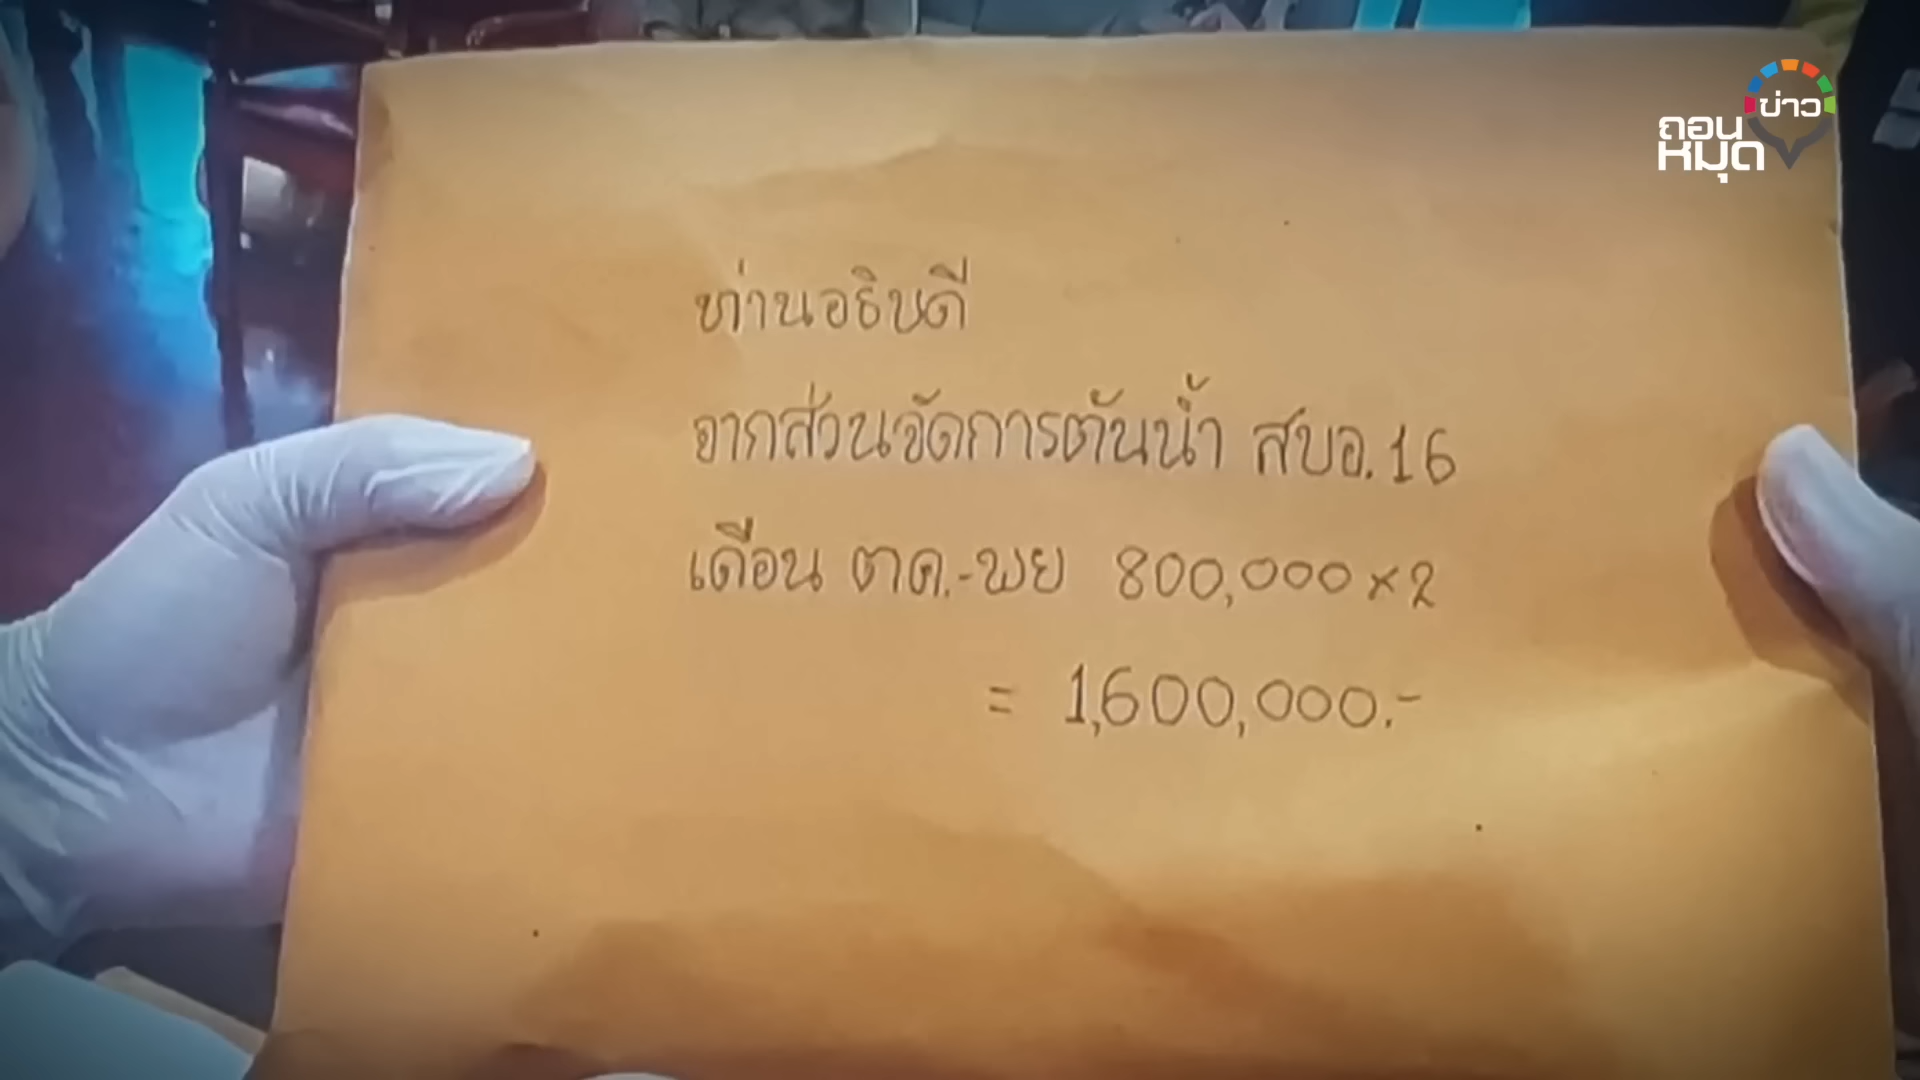 ข่าว
ถอน
หมุด
ท่านอธิบดี
จากส่วนจัดการต้นน้ำ สบอ.16
เดือน ตค.-พย 800,000 × 2
= 1,600,000.-